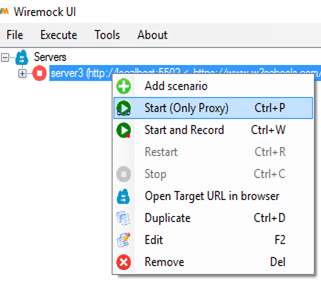 Wiremock UI
File Execute Tools About
Servers
server3 (http://localhost:5502 < https://www.w3schools.com/
Add scenario
Start (Only Proxy) Ctrl+P
Start and Record Ctrl+W
Restart Ctrl+R
Stop Ctrl+C
Open Target URL in browser
Duplicate Ctrl+D
Edit F2
Remove Del